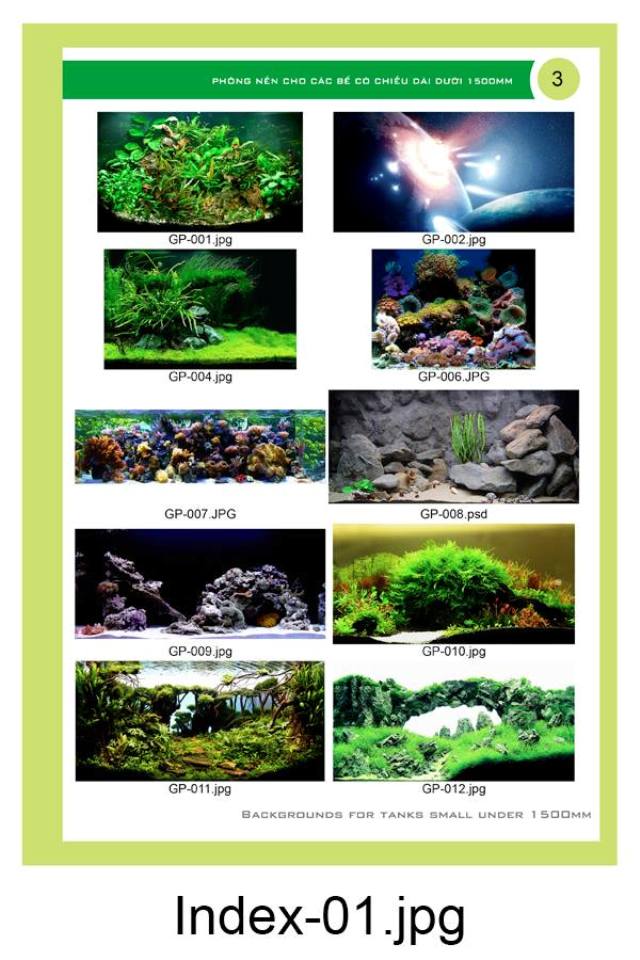 PHÔNG NỀN CHO CÁC BỂ CÓ CHIỀU DÀI DƯỚI 1500MM
3
GP-001.jpg
GP-002.jpg
GP-004.jpg
GP-006.JPG
GP-007.JPG
GP-008.psd
GP-009.jpg
GP-010.jpg
GP-011.jpg
GP-012.jpg
BACKGROUNDS FOR TANKS SMALL UNDER 1500MM
Index-01.jpg